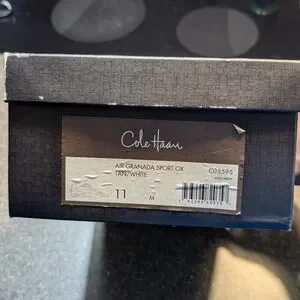 Cole Haan
AIR GRANADA SPORT OX
C05595
TAN/WHITE
11
M